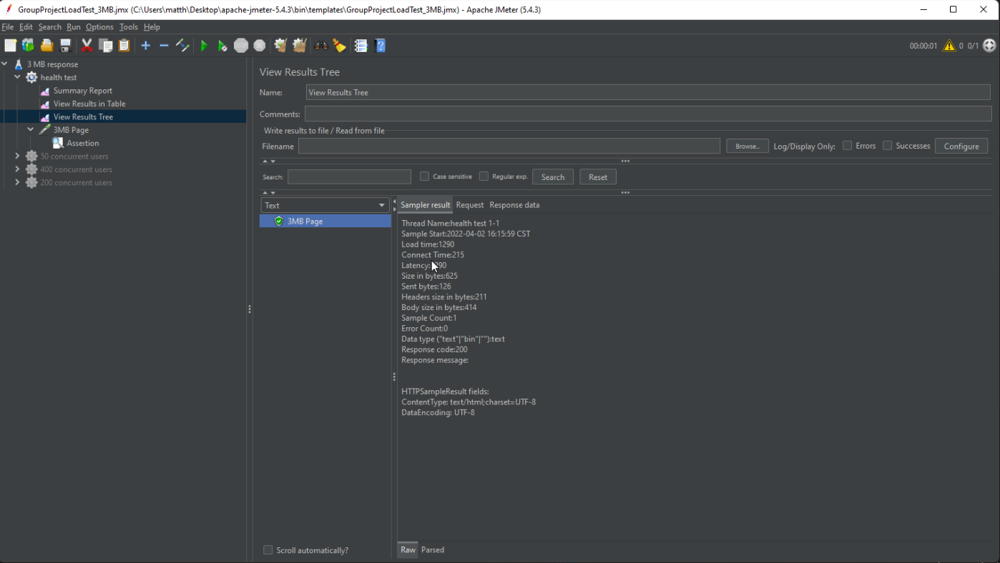 GroupProjectLoadTest_3MB.jmx (C:\Users\matth\Desktop\apache-jmeter-5.4.3\bin\templates\GroupProjectLoadTest_3MB.jmx) - Apache JMeter (5.4.3)
File Edit Search Run Options Tools Help
00:00:01 0 0/1
3 MB response
health test
Summary Report
View Results in Table
View Results Tree
3MB Page
Assertion
50 concurrent users
400 concurrent users
200 concurrent users
View Results Tree
Name: View Results Tree
Comments:
Write results to file / Read from file
Filename Browse... Log/Display Only: Errors Successes Configure
Search: Case sensitive Regular exp. Search Reset
Text
3MB Page
Scroll automatically?
Sampler result Request Response data
Thread Name:health test 1-1
Sample Start:2022-04-02 16:15:59 CST
Load time:1290
Connect Time:215
Latency: 290
Size in bytes:625
Sent bytes:126
Headers size in bytes:211
Body size in bytes:414
Sample Count:1
Error Count:0
Data type ("text"|"bin"|""):text
Response code:200
Response message:
HTTPSampleResult fields:
ContentType: text/html;charset=UTF-8
DataEncoding: UTF-8
Raw Parsed